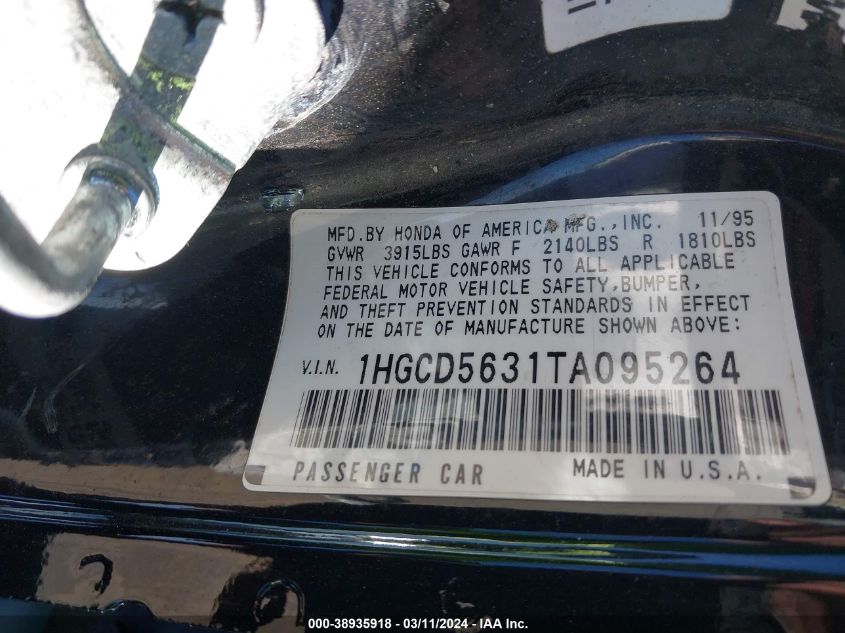 MFD.BY HONDA OF AMERICA MFG.,INC. 11/95
GVWR 3915LBS GAWR F 2140LBS R 1810LBS
THIS VEHICLE CONFORMS TO ALL APPLICABLE
FEDERAL MOTOR VEHICLE SAFETY,BUMPER,
AND THEFT PREVENTION STANDARDS IN EFFECT
ON THE DATE OF MANUFACTURE SHOWN ABOVE:
V.I.N. 1HGCD5631TA095264
PASSENGER CAR MADE IN U.S.A.
000-38935918 - 03/11/2024 - IAA Inc.